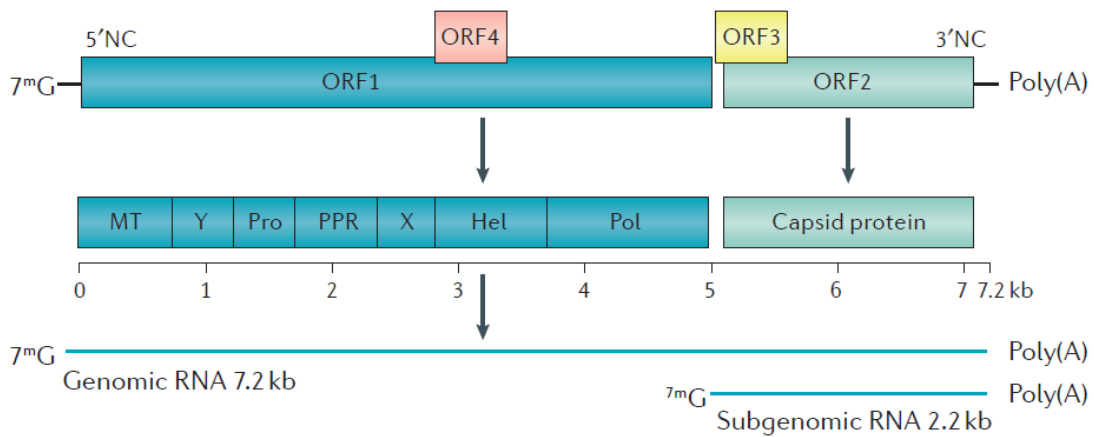 5′NC ORF4 ORF3 3′NC
7ᵐG ORF1 ORF2 Poly(A)
MT Y Pro PPR X Hel Pol Capsid protein
0 1 2 3 4 5 6 7 7.2 kb
7ᵐG Poly(A)
Genomic RNA 7.2 kb
7ᵐG Poly(A)
Subgenomic RNA 2.2 kb